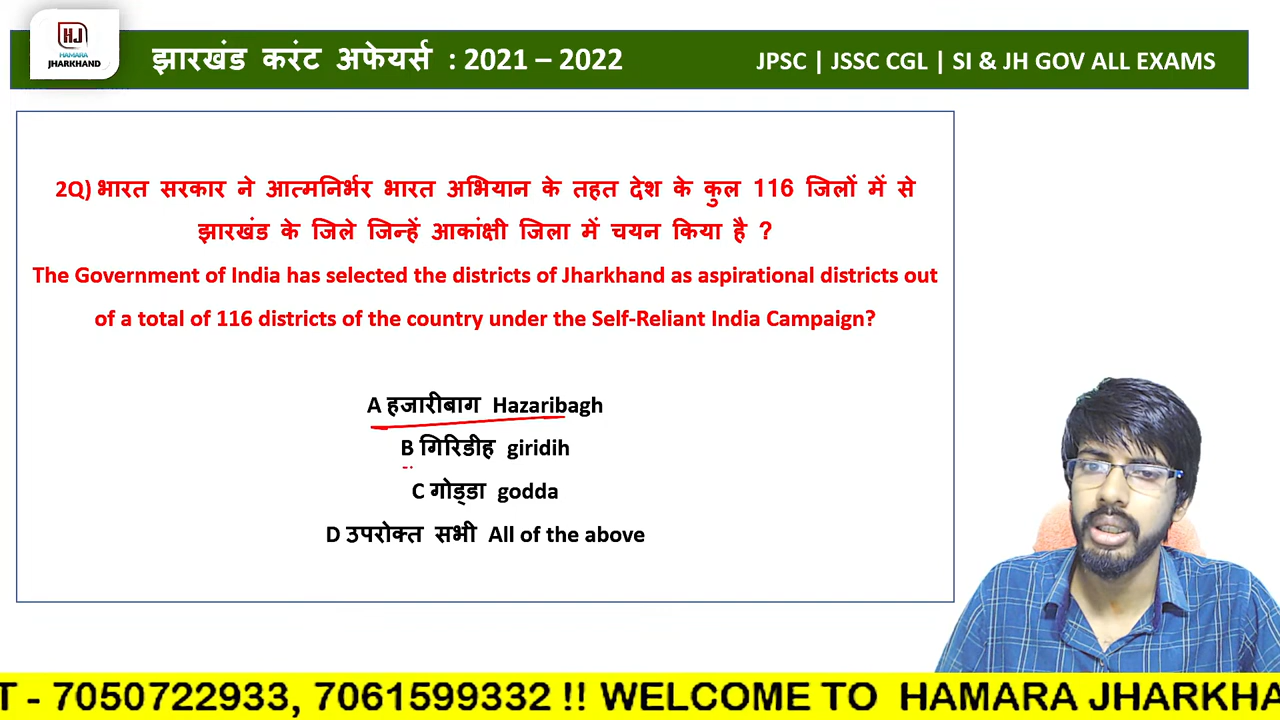 HJ
HAMARA
JHARKHAND
झारखंड करंट अफेयर्स : 2021 – 2022
JPSC | JSSC CGL | SI & JH GOV ALL EXAMS
2Q) भारत सरकार ने आत्मनिर्भर भारत अभियान के तहत देश के कुल 116 जिलों में से
झारखंड के जिले जिन्हें आकांक्षी जिला में चयन किया है ?
The Government of India has selected the districts of Jharkhand as aspirational districts out
of a total of 116 districts of the country under the Self-Reliant India Campaign?
A हजारीबाग Hazaribagh
B गिरिडीह giridih
C गोड्डा godda
D उपरोक्त सभी All of the above
T - 7050722933, 7061599332 !! WELCOME TO HAMARA JHARKHA